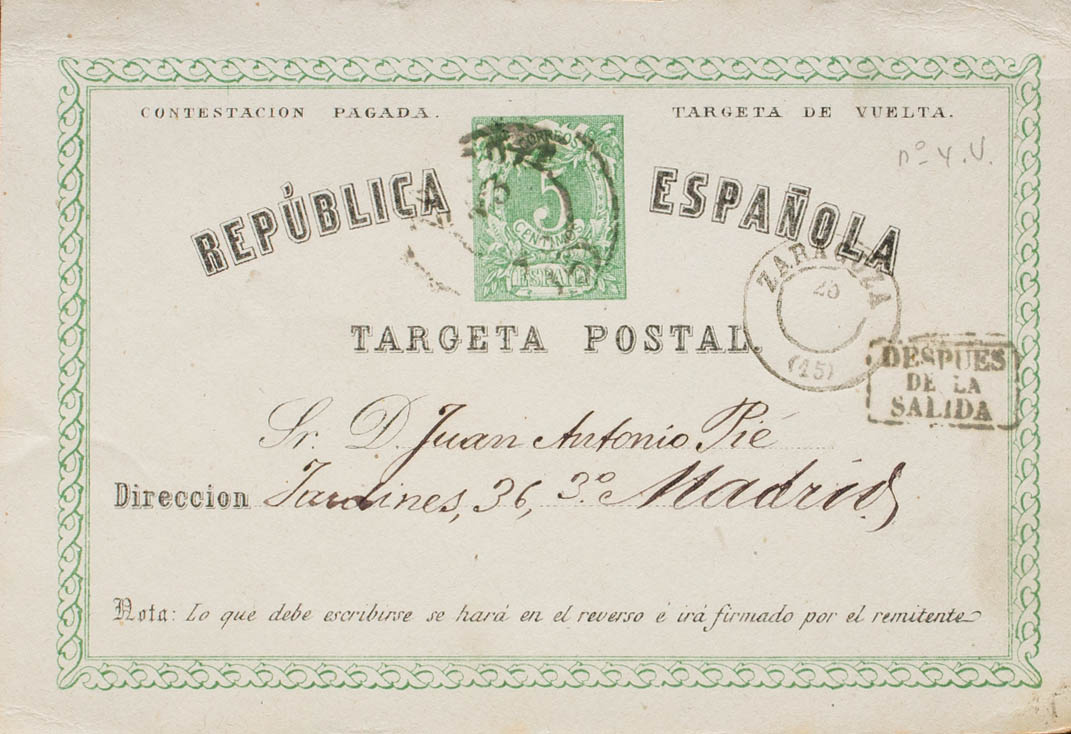 CONTESTACION PAGADA.
TARGETA DE VUELTA.
nº 4.V.
REPÚBLICA ESPAÑOLA
CORREOS
5
CENTIMOS
ESPAÑA
TARGETA POSTAL.
ZARAGOZA
(15)
DESPUES
DE LA
SALIDA
Sr. D. Juan Antonio Pié
Direccion Jardines, 36, 3.º Madrid
Nota: Lo que debe escribirse se hará en el reverso é irá firmado por el remitente